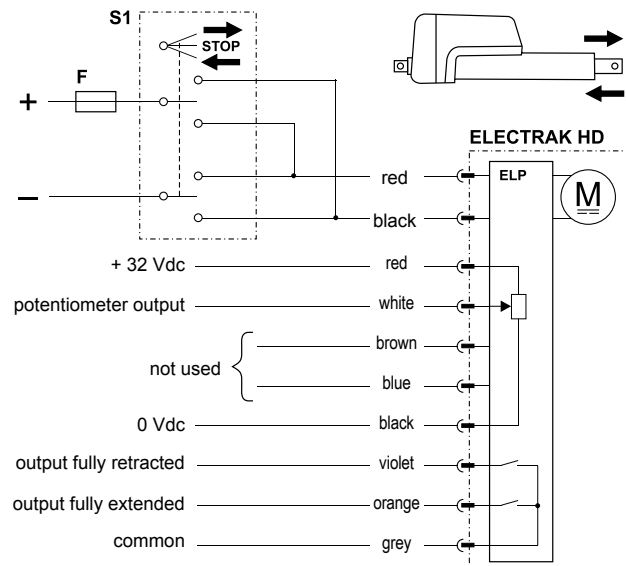 S1
STOP
F
+
–
ELECTRAK HD
ELP
M
red
black
+ 32 Vdc red
potentiometer output white
not used
brown
blue
0 Vdc black
output fully retracted violet
output fully extended orange
common grey